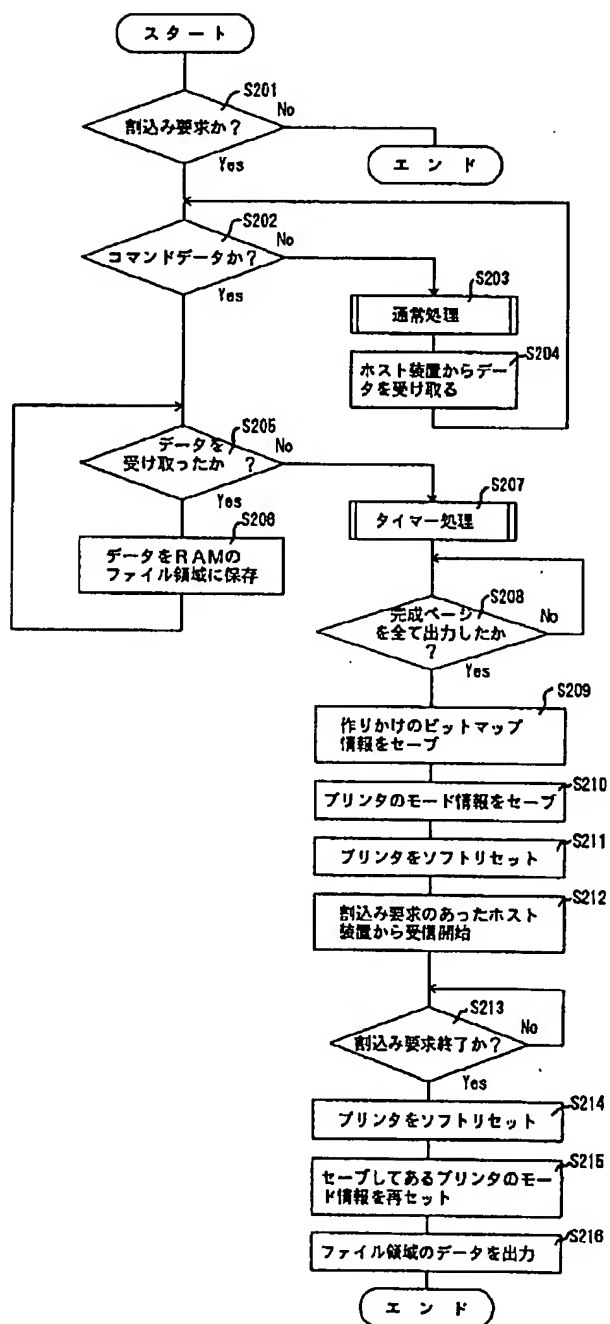 スタート
S201
割込み要求か?
No
Yes
エンド
S202
コマンドデータか?
No
Yes
S203
通常処理
S204
ホスト装置からデー
タを受け取る
S205
データを
受け取ったか ?
No
Yes
S206
データをRAMの
ファイル領域に保存
S207
タイマー処理
S208
完成ページ
を全て出力したか
?
No
Yes
S209
作りかけのビットマップ
情報をセーブ
S210
プリンタのモード情報をセーブ
S211
プリンタをソフトリセット
S212
割込み要求のあったホスト
装置から受信開始
S213
割込み要求終了か?
No
Yes
S214
プリンタをソフトリセット
S215
セーブしてあるプリンタのモー
ド情報を再セット
S216
ファイル領域のデータを出力
エンド